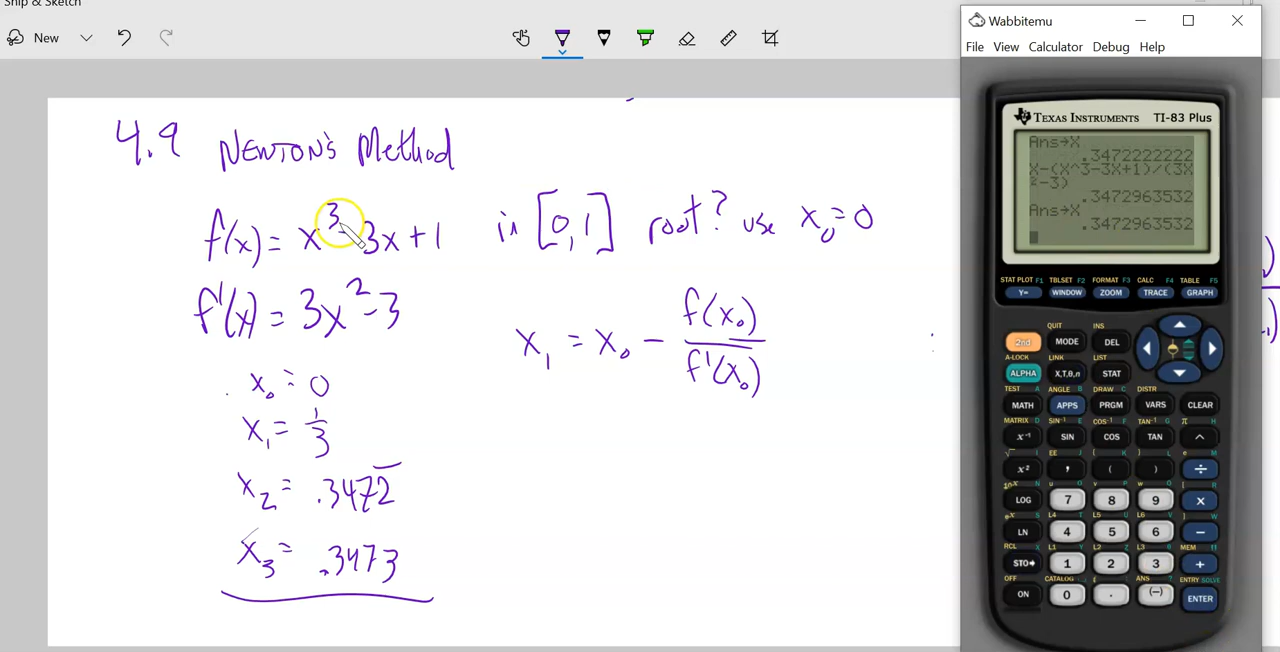 Snip & Sketch
New
4.9 Newton's Method
f(x) = x³-3x+1 in [0,1] root? use x₀=0
f'(x) = 3x²-3
x₁ = x₀ - f(x₀)/f'(x₀)
x₀ = 0
x₁ = 1/3
x₂ = .3472̅
x₃ = .3473
Wabbitemu
File View Calculator Debug Help
TEXAS INSTRUMENTS TI-83 Plus
Ans→X
.3472222222
X-(X^3-3X+1)/(3X
²-3)
.3472963532
Ans→X
.3472963532
STAT PLOT F1 TBLSET F2 FORMAT F3 CALC F4 TABLE F5
Y= WINDOW ZOOM TRACE GRAPH
QUIT INS
2nd MODE DEL
A-LOCK LINK LIST
ALPHA X,T,θ,n STAT
TEST A ANGLE B DRAW C DISTR
MATH APPS PRGM VARS CLEAR
MATRIX D SIN⁻¹ E COS⁻¹ F TAN⁻¹ G π H
x⁻¹ SIN COS TAN ^
√ I EE J { K } L e M
x² , ( ) ÷
10ˣ N u O v P w Q [ R
LOG 7 8 9 ×
eˣ S L4 T L5 U L6 V ] W
LN 4 5 6 −
RCL X L1 Y L2 Z L3 θ MEM "
STO→ 1 2 3 +
OFF CATALOG i ANS ? ENTRY SOLVE
ON 0 . (−) ENTER